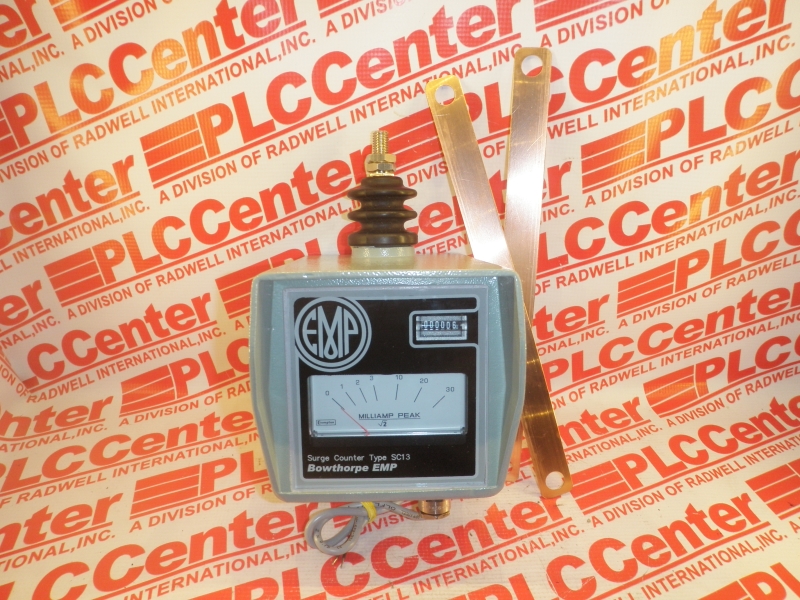 PLCCenter
A DIVISION OF RADWELL INTERNATIONAL, INC.
EMP
000006
0 1 2 3 10 20 30
MILLIAMP PEAK
√2
Surge Counter Type SC13
Bowthorpe EMP